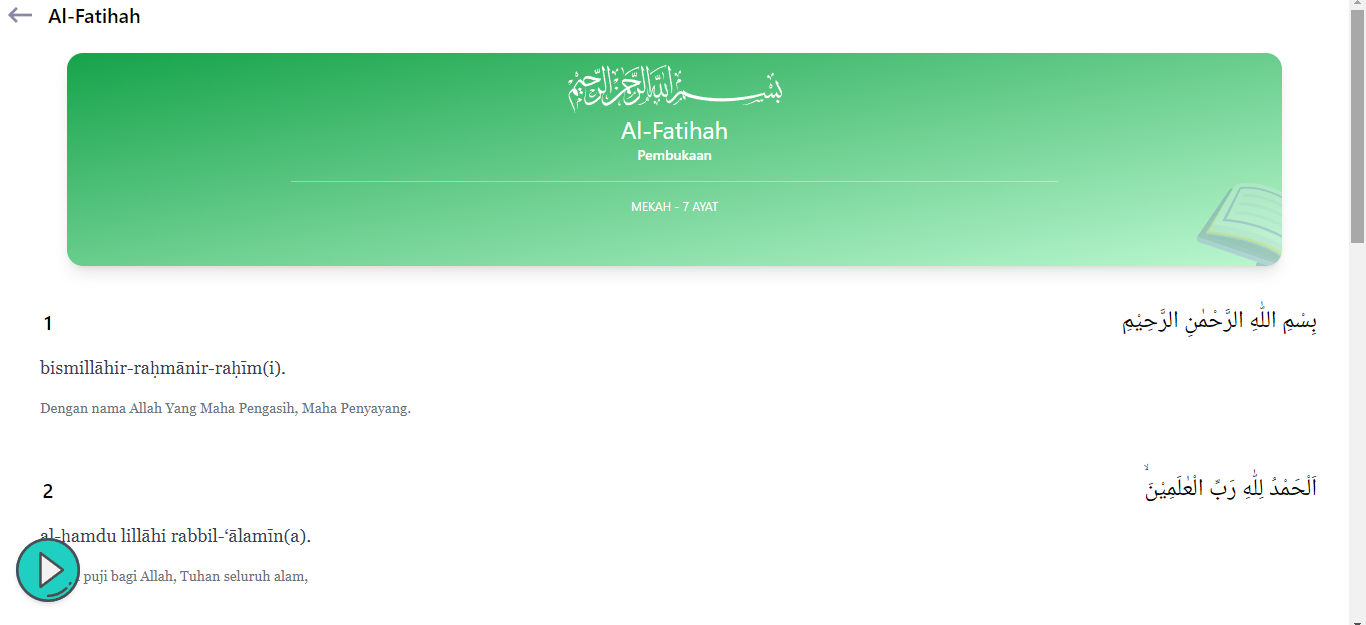 Al-Fatihah
بِسْمِ اللّٰهِ الرَّحْمٰنِ الرَّحِيْمِ
Al-Fatihah
Pembukaan
MEKAH - 7 AYAT
1
بِسْمِ اللّٰهِ الرَّحْمٰنِ الرَّحِيْمِ
bismillāhir-raḥmānir-raḥīm(i).
Dengan nama Allah Yang Maha Pengasih, Maha Penyayang.
2
اَلْحَمْدُ لِلّٰهِ رَبِّ الْعٰلَمِيْنَۙ
al-ḥamdu lillāhi rabbil-‘ālamīn(a).
puji bagi Allah, Tuhan seluruh alam,